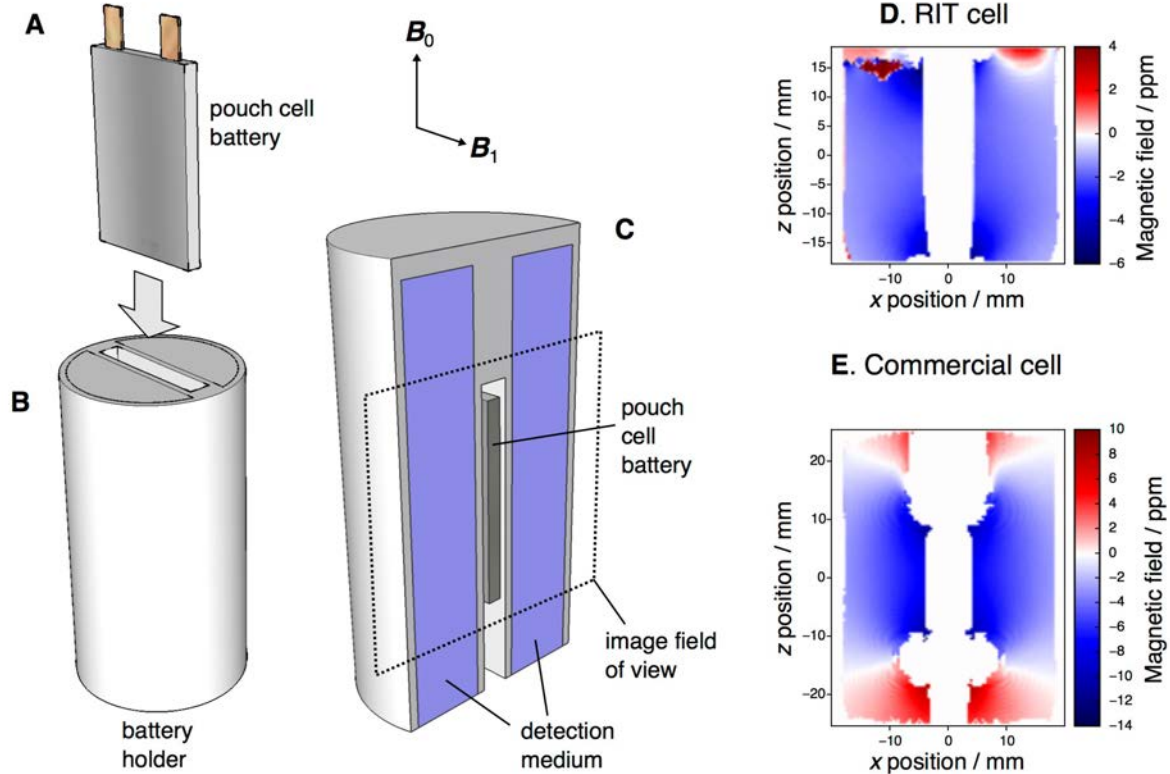 A
pouch cell
battery
B
battery
holder
B₀
B₁
C
pouch
cell
battery
image field
of view
detection
medium
D. RIT cell
z position / mm
15
10
5
0
−5
−10
−15
−10
0
10
x position / mm
4
2
0
−2
−4
−6
Magnetic field / ppm
E. Commercial cell
z position / mm
20
10
0
−10
−20
−10
0
10
x position / mm
10
8
6
4
2
0
−2
−4
−6
−8
−10
−12
−14
Magnetic field / ppm